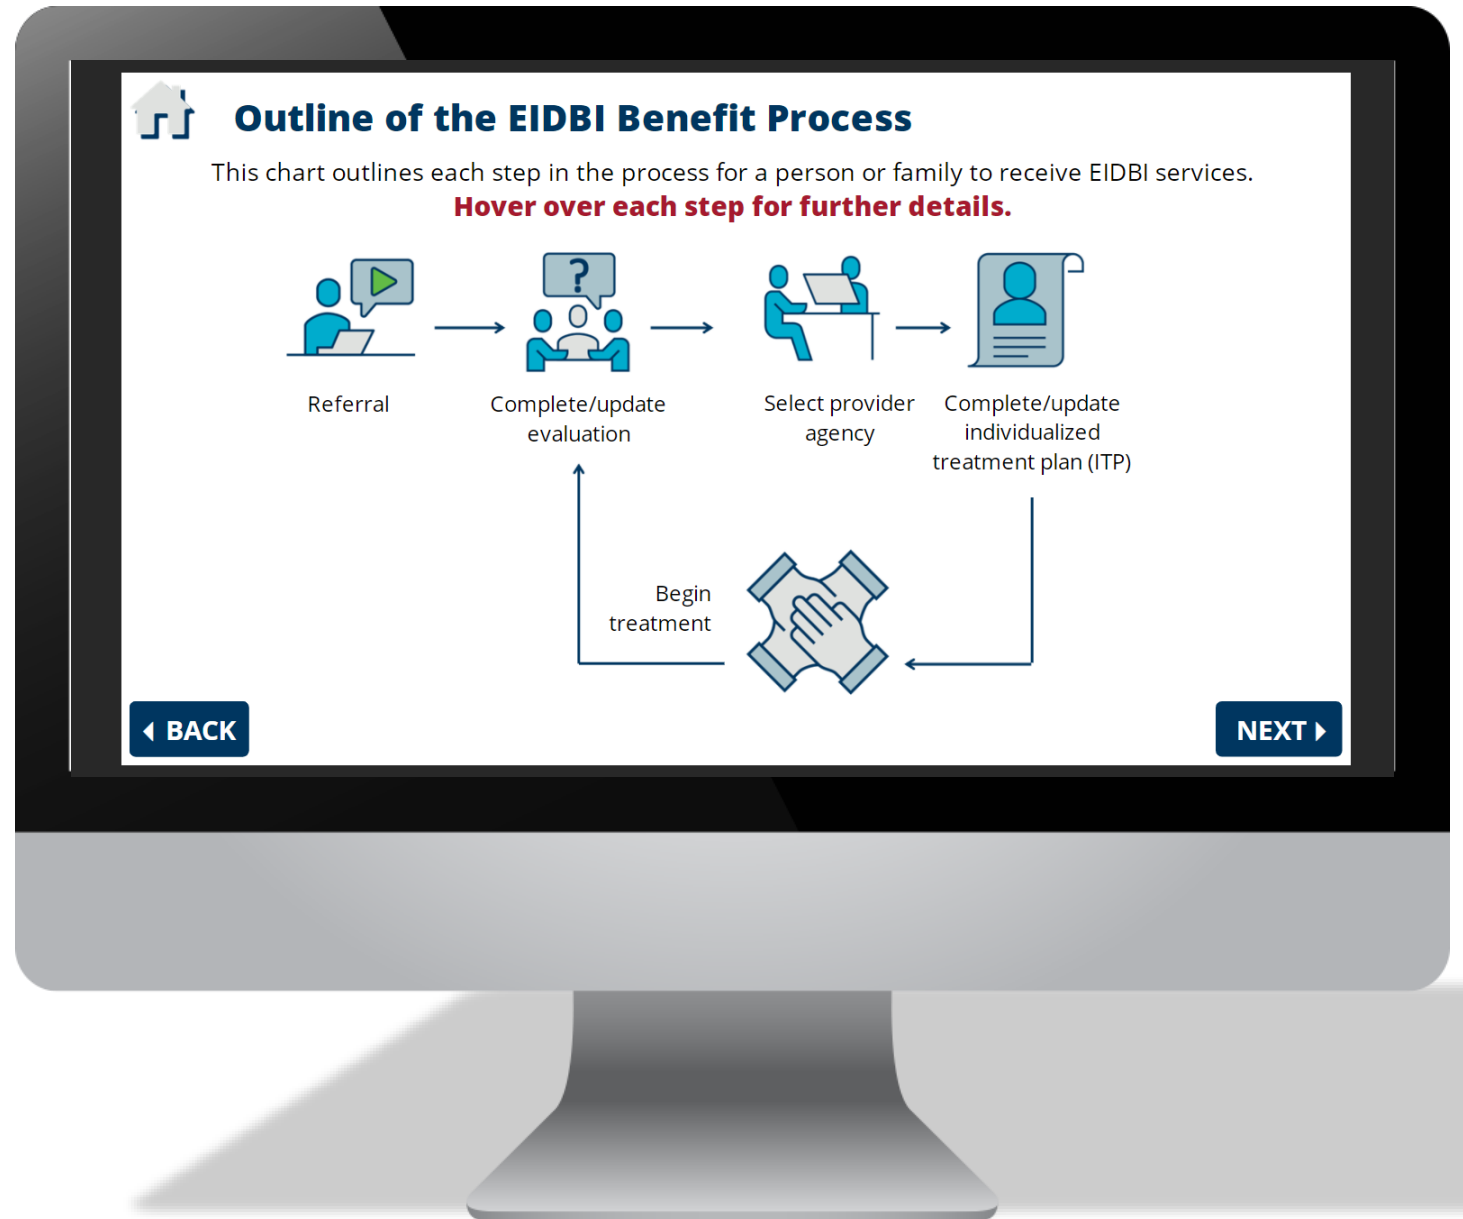 Outline of the EIDBI Benefit Process
This chart outlines each step in the process for a person or family to receive EIDBI services.
Hover over each step for further details.
?
Referral
Complete/update
evaluation
Select provider
agency
Complete/update
individualized
treatment plan (ITP)
Begin
treatment
BACK
NEXT